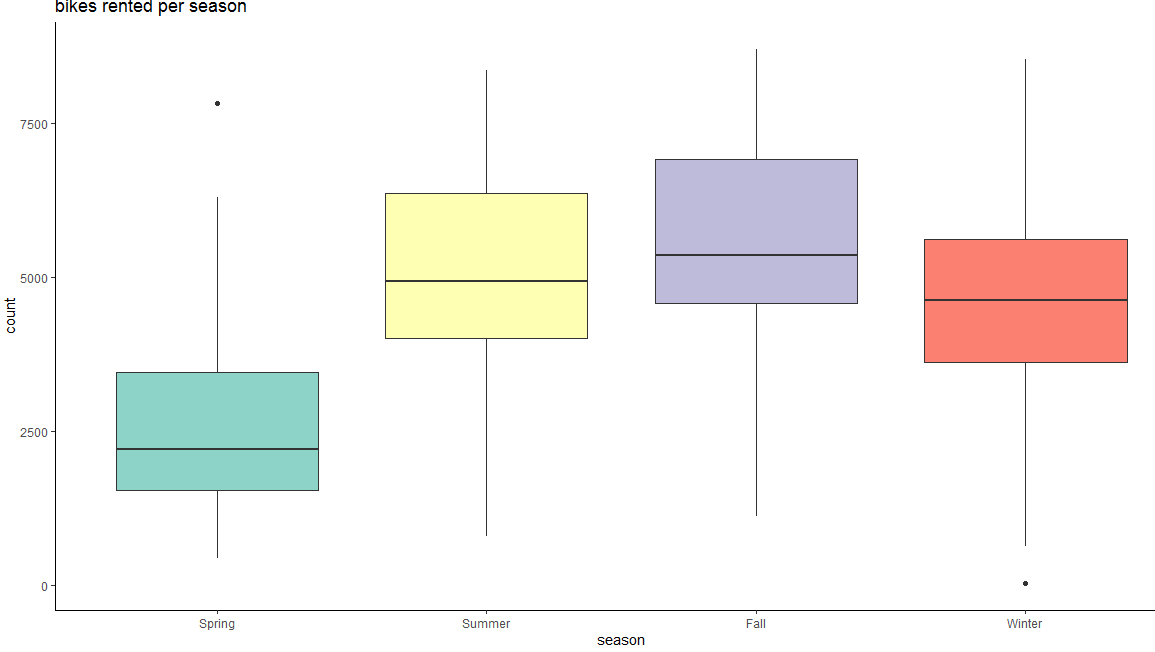 bikes rented per season
7500
5000
2500
0
count
Spring Summer Fall Winter
season